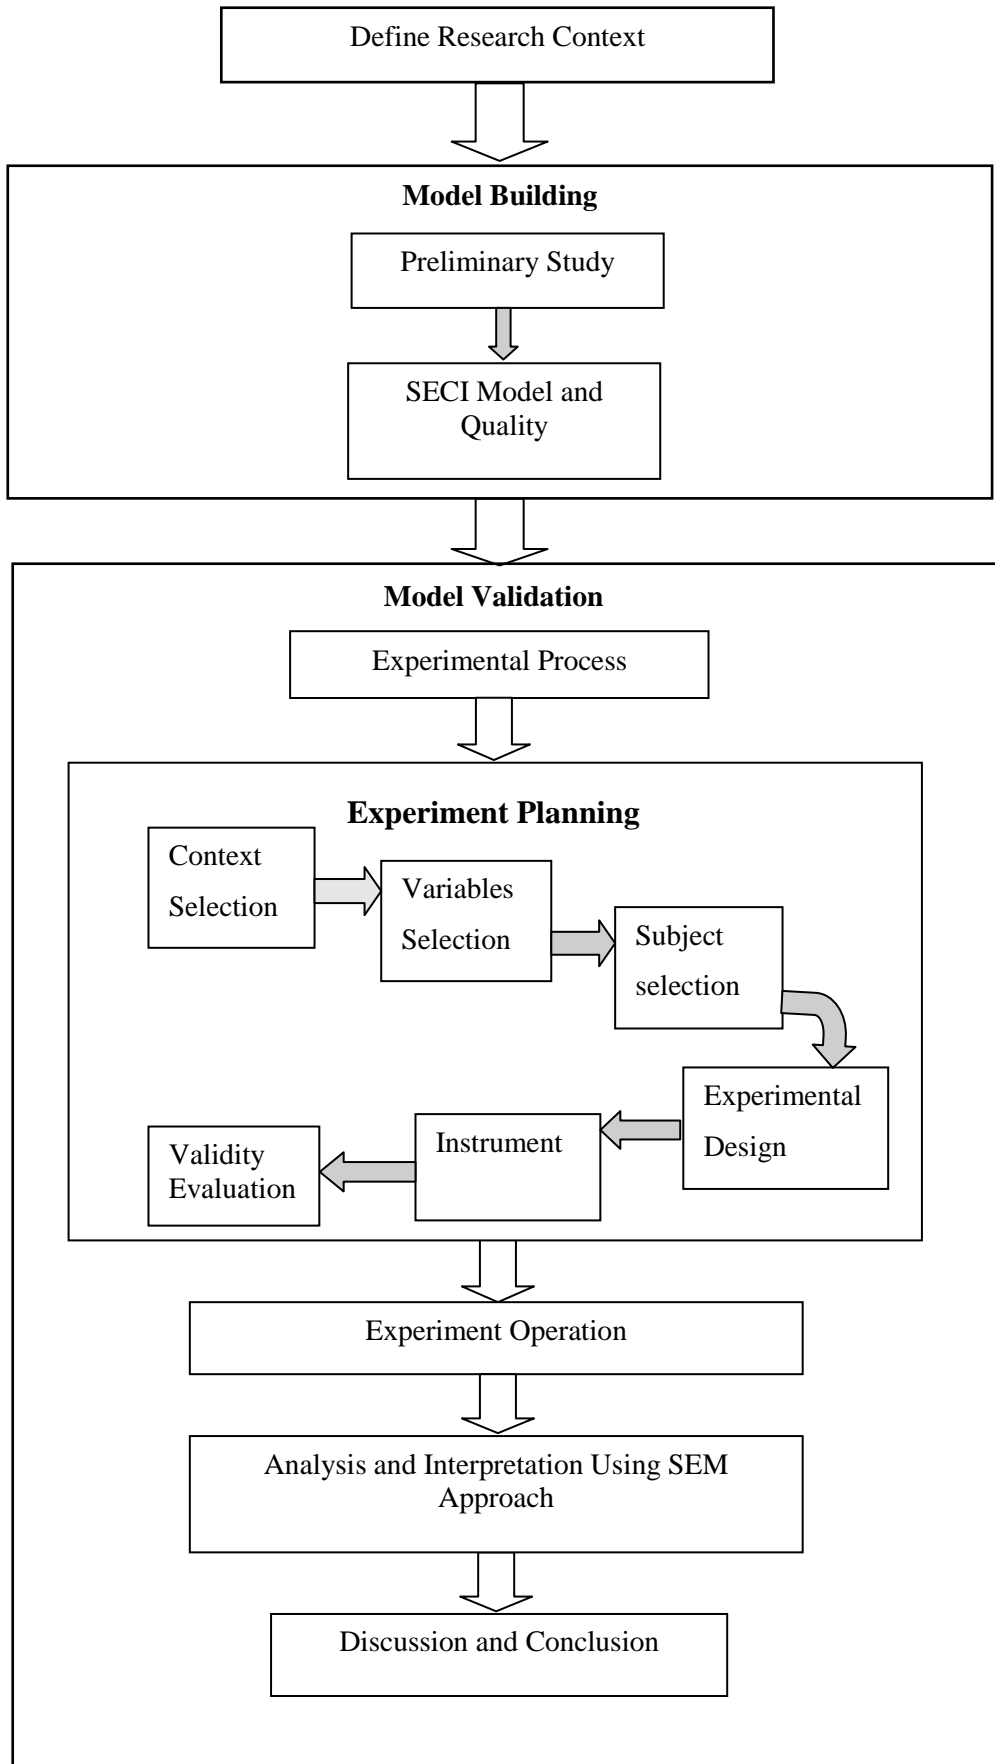 Define Research Context
Model Building
Preliminary Study
SECI Model and
Quality
Model Validation
Experimental Process
Experiment Planning
Context
Selection
Variables
Selection
Subject
selection
Experimental
Design
Instrument
Validity
Evaluation
Experiment Operation
Analysis and Interpretation Using SEM
Approach
Discussion and Conclusion